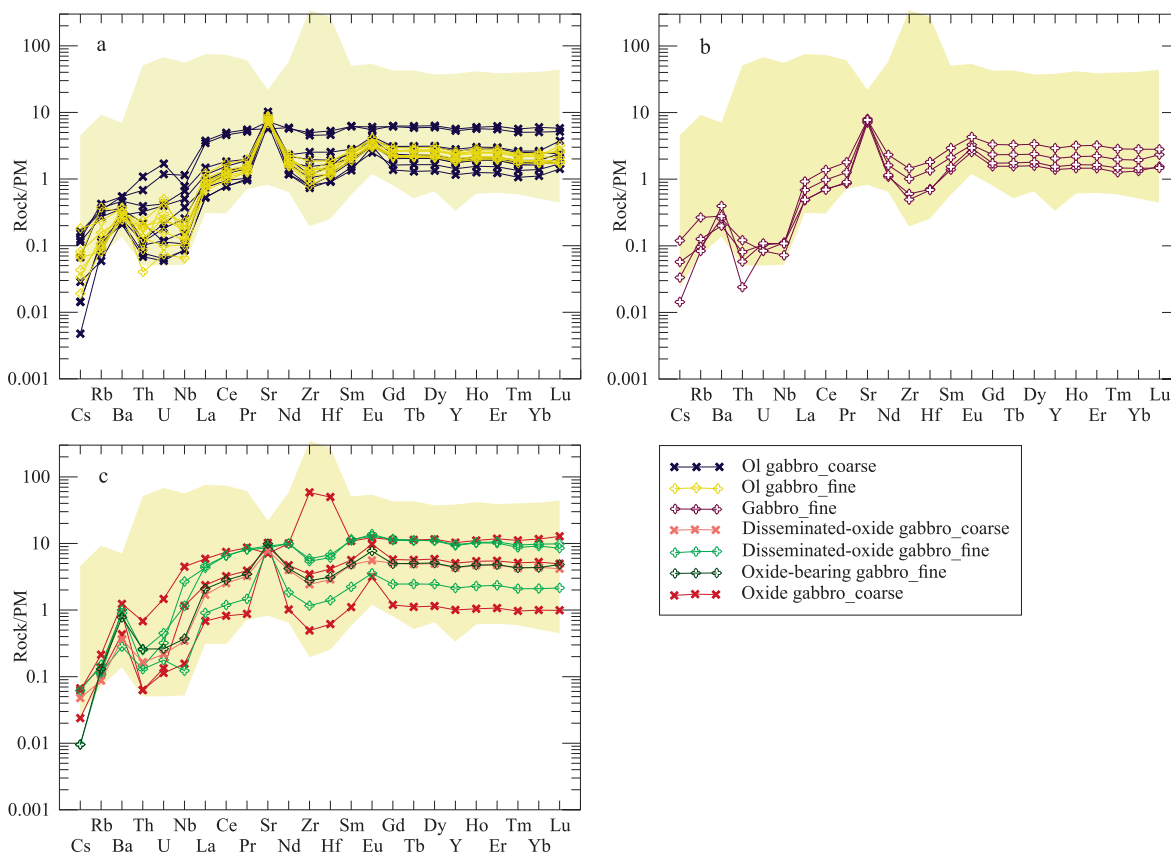 a
100
10
1
0.1
0.01
0.001
Rock/PM
Rb Th Nb Ce Sr Zr Sm Gd Dy Ho Tm Lu
Cs Ba U La Pr Nd Hf Eu Tb Y Er Yb
b
100
10
1
0.1
0.01
0.001
Rock/PM
Rb Th Nb Ce Sr Zr Sm Gd Dy Ho Tm Lu
Cs Ba U La Pr Nd Hf Eu Tb Y Er Yb
c
100
10
1
0.1
0.01
0.001
Rock/PM
Rb Th Nb Ce Sr Zr Sm Gd Dy Ho Tm Lu
Cs Ba U La Pr Nd Hf Eu Tb Y Er Yb
Ol gabbro_coarse
Ol gabbro_fine
Gabbro_fine
Disseminated-oxide gabbro_coarse
Disseminated-oxide gabbro_fine
Oxide-bearing gabbro_fine
Oxide gabbro_coarse